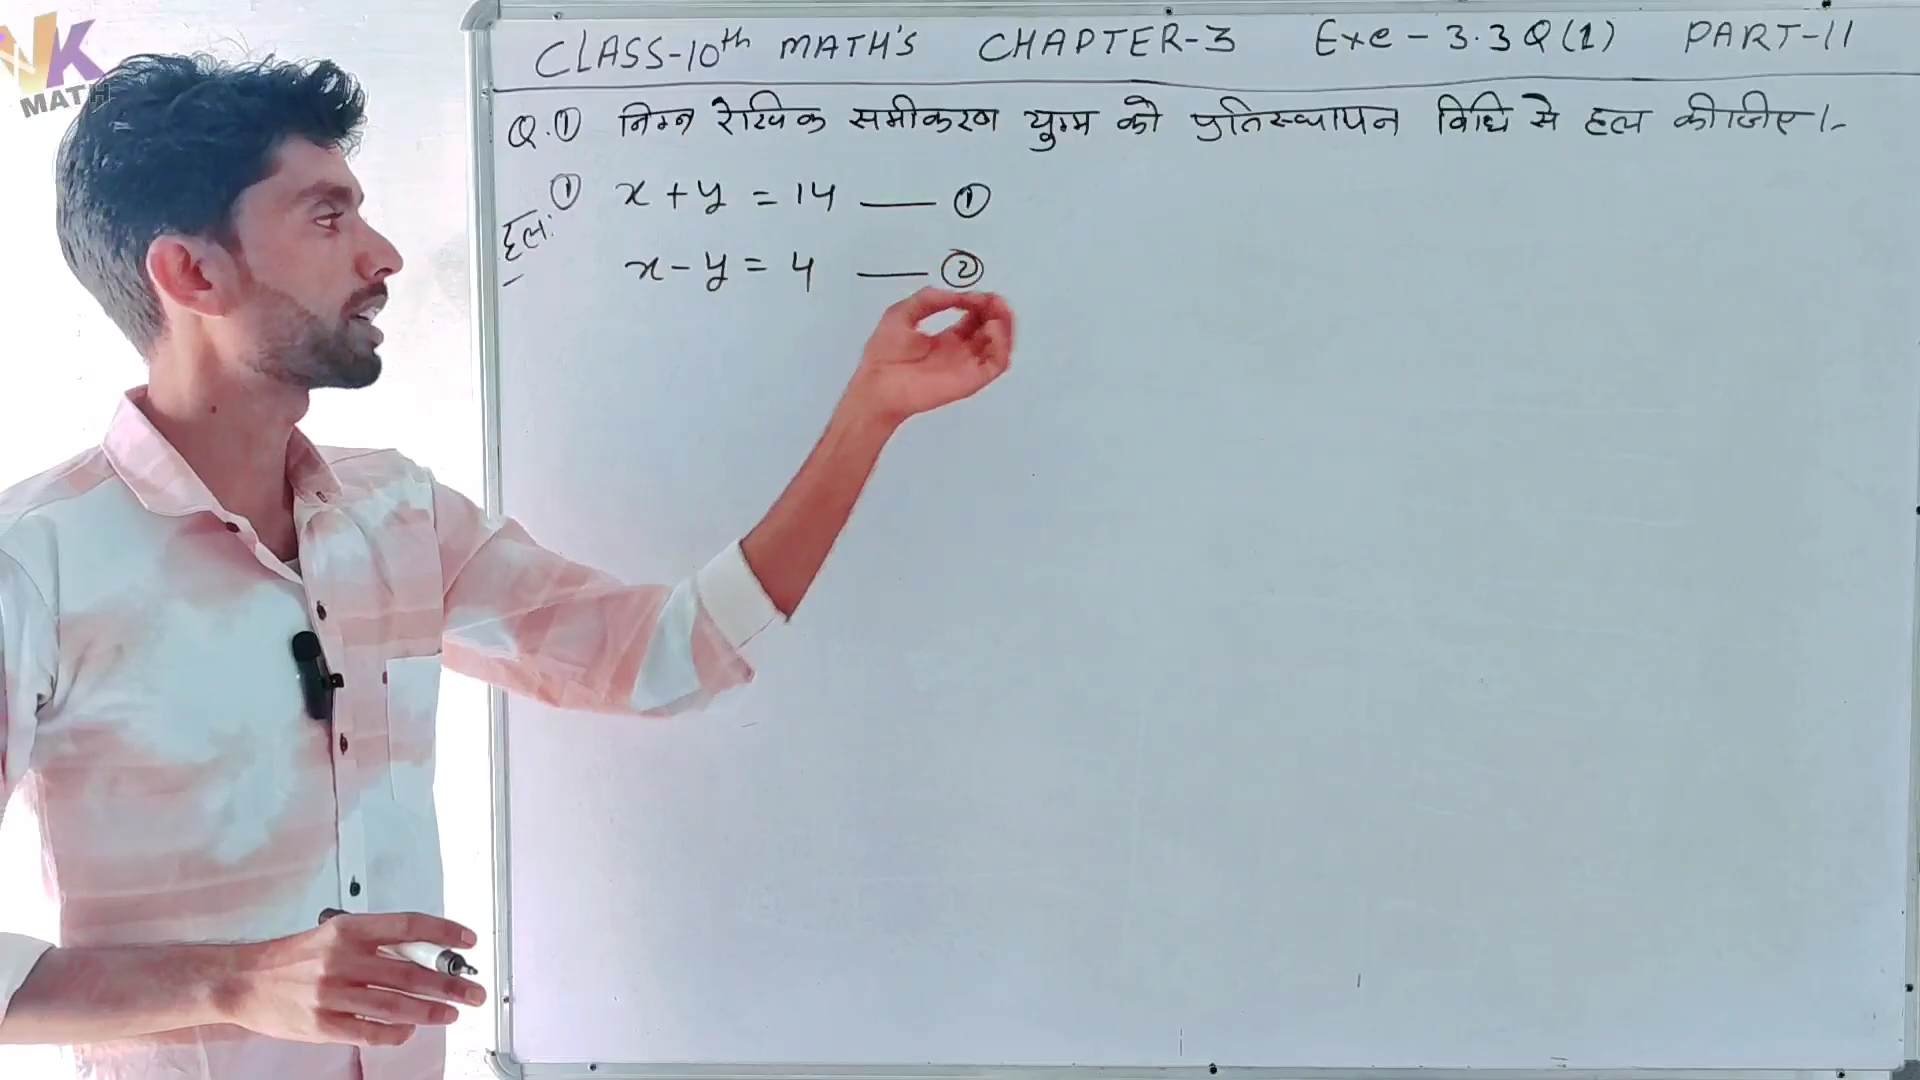 VK
MATH
CLASS-10th MATH'S CHAPTER-3 Exe-3.3 Q(1) PART-11
Q.① निम्न रैखिक समीकरण युग्म को प्रतिस्थापन विधि से हल कीजिए।-
① x + y = 14 —— ①
हल:
x - y = 4 —— ②